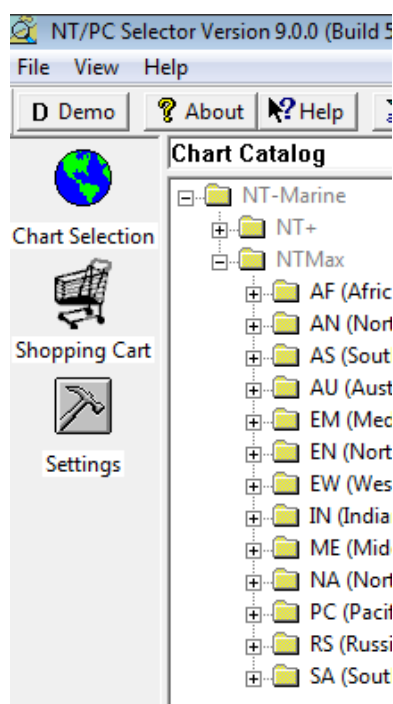 NT/PC Selector Version 9.0.0 (Build 5
File View Help
D Demo ? About ? Help
Chart Catalog
Chart Selection
Shopping Cart
Settings
NT-Marine
NT+
NTMax
AF (Afric
AN (Nort
AS (Sout
AU (Aust
EM (Med
EN (Nort
EW (Wes
IN (India
ME (Mid
NA (Nort
PC (Pacif
RS (Russi
SA (Sout